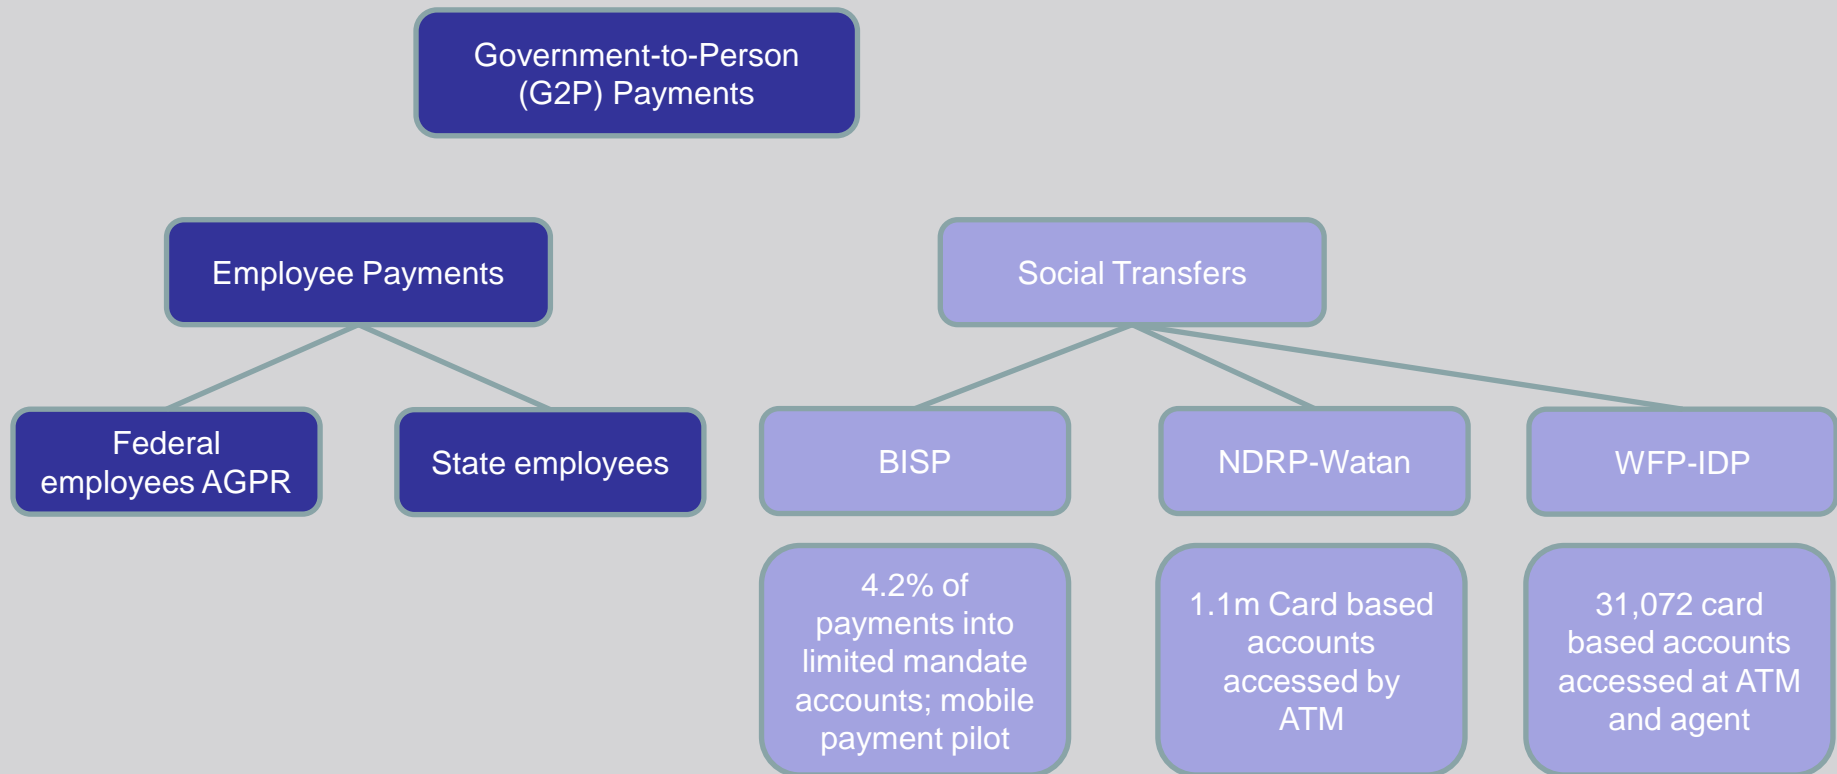 Government-to-Person
(G2P) Payments
Employee Payments
Social Transfers
Federal
employees AGPR
State employees
BISP
NDRP-Watan
WFP-IDP
4.2% of
payments into
limited mandate
accounts; mobile
payment pilot
1.1m Card based
accounts
accessed by
ATM
31,072 card
based accounts
accessed at ATM
and agent